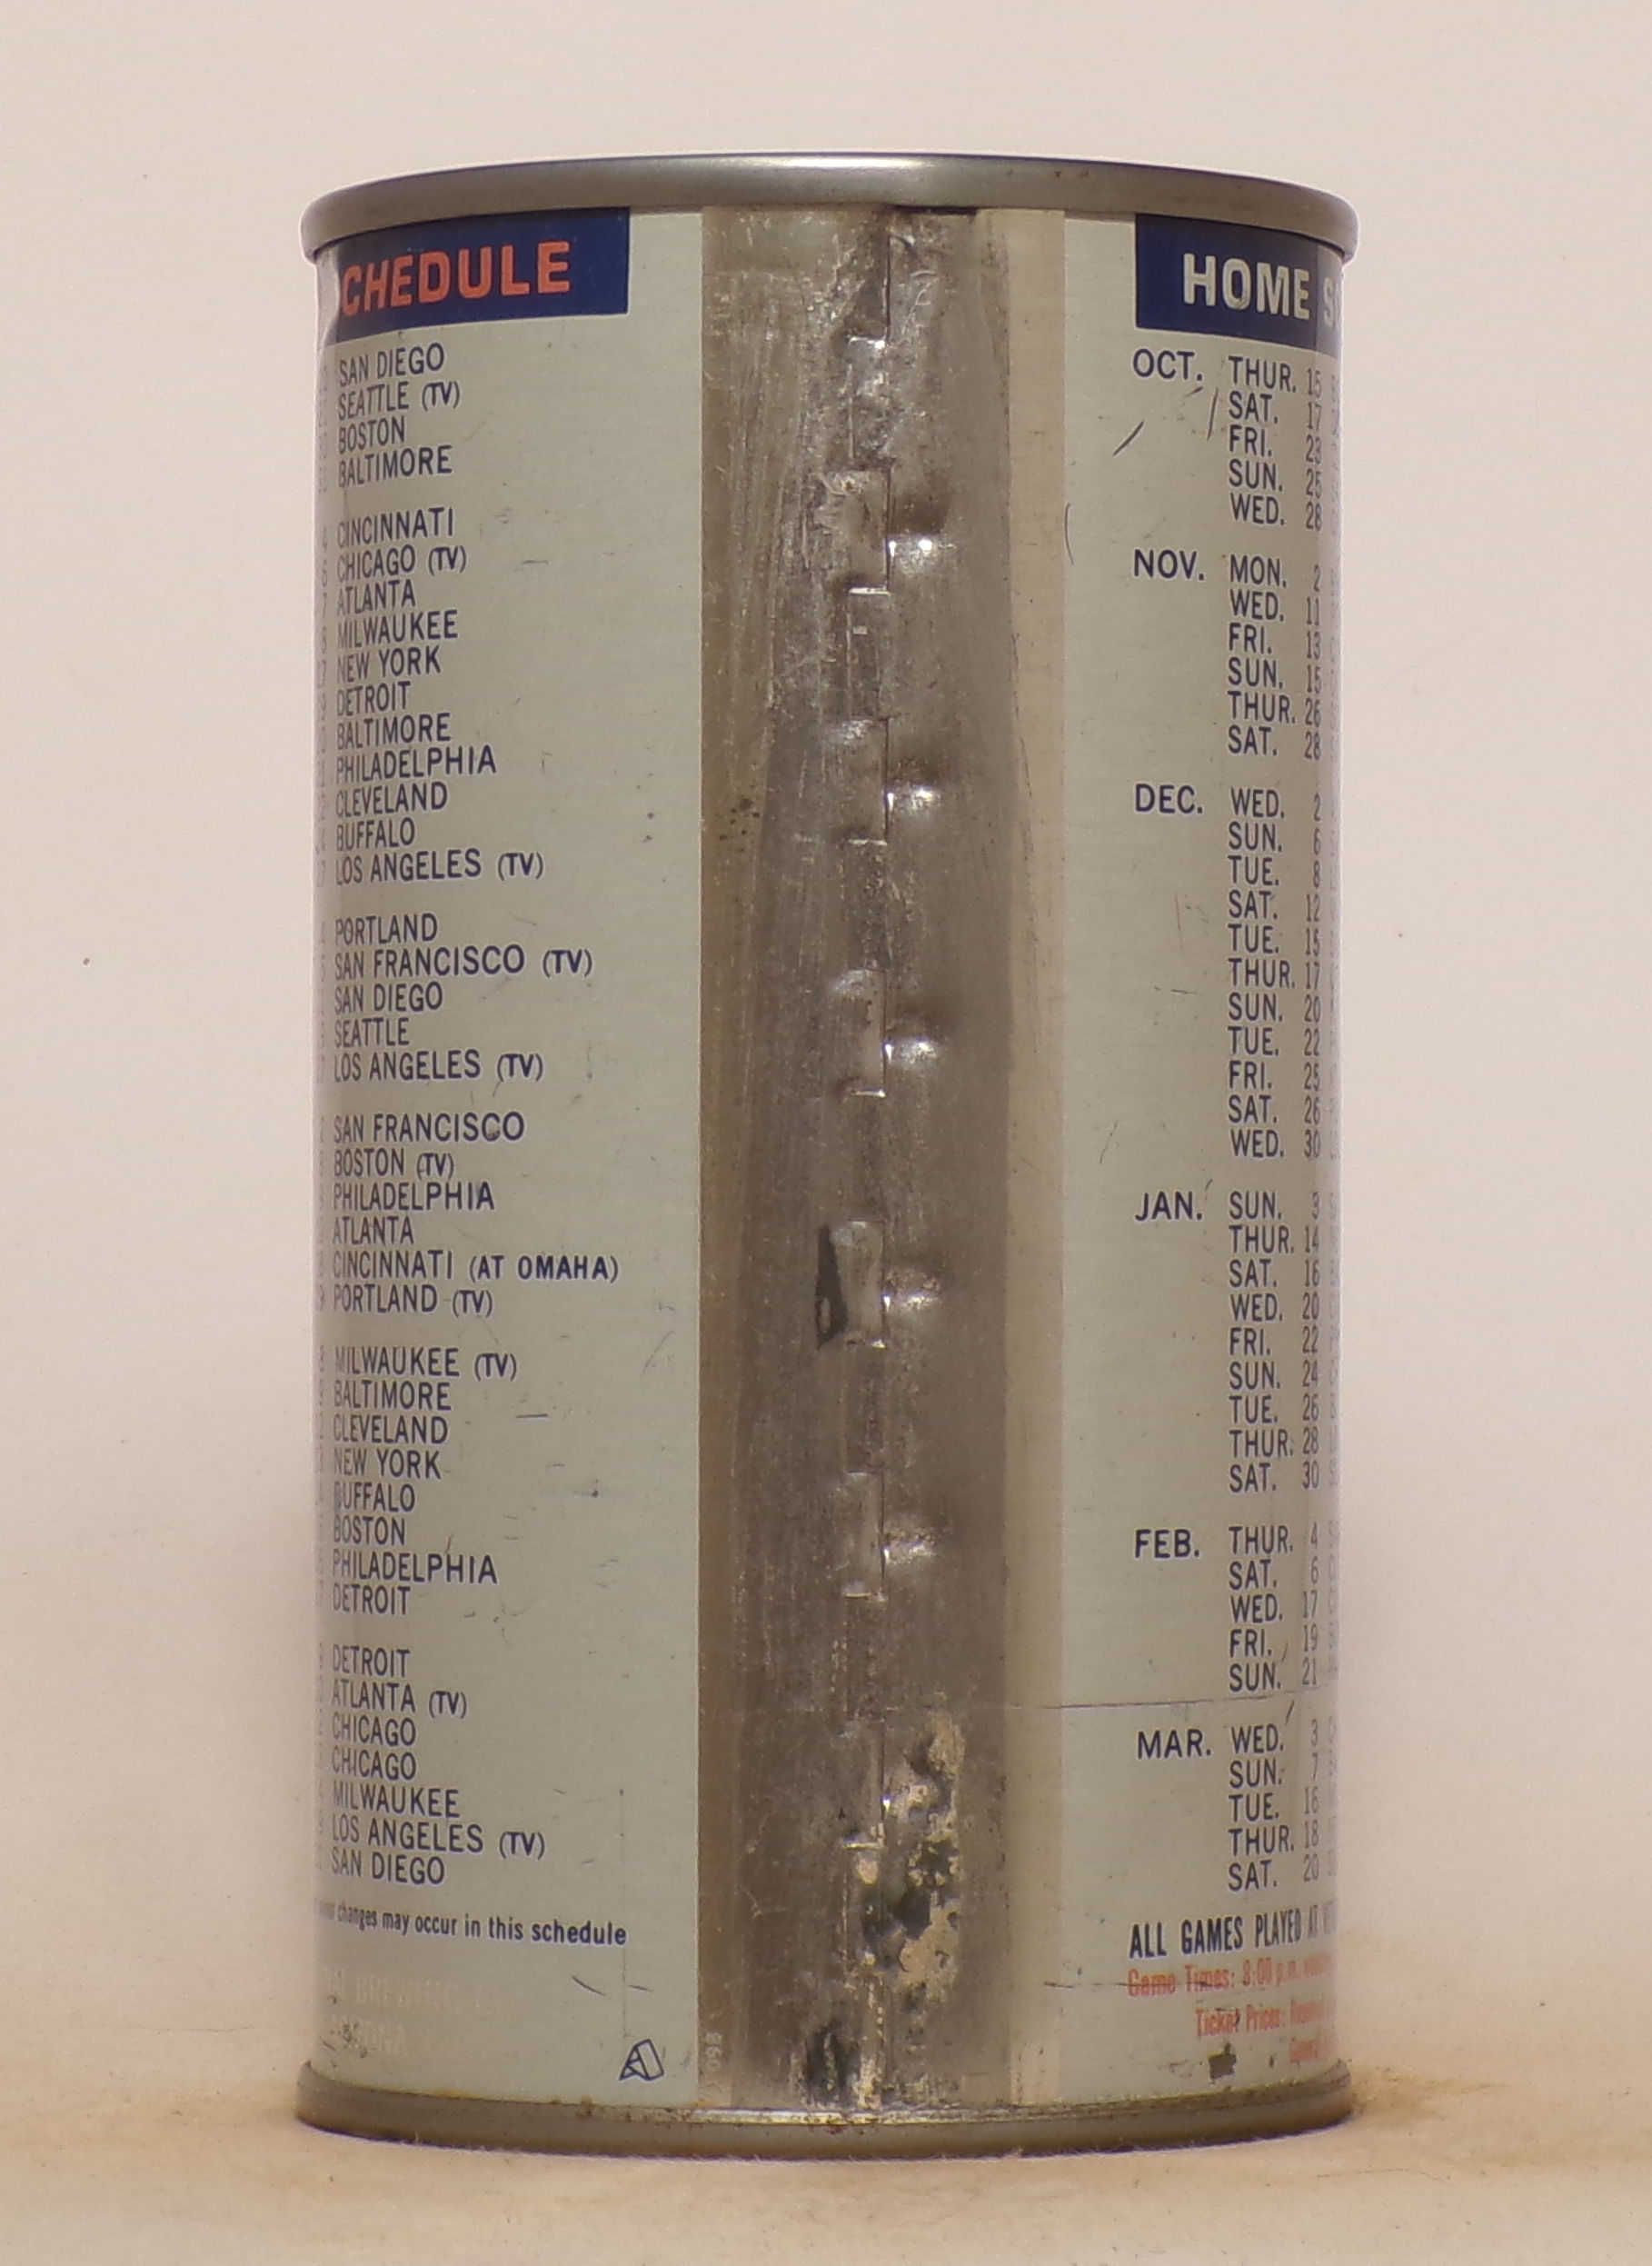 CHEDULE
SAN DIEGO
SEATTLE (TV)
BOSTON
BALTIMORE
CINCINNATI
CHICAGO (TV)
ATLANTA
MILWAUKEE
NEW YORK
DETROIT
BALTIMORE
PHILADELPHIA
CLEVELAND
BUFFALO
LOS ANGELES (TV)
PORTLAND
SAN FRANCISCO (TV)
SAN DIEGO
SEATTLE
LOS ANGELES (TV)
SAN FRANCISCO
BOSTON (TV)
PHILADELPHIA
ATLANTA
CINCINNATI (AT OMAHA)
PORTLAND (TV)
MILWAUKEE (TV)
BALTIMORE
CLEVELAND
NEW YORK
BUFFALO
BOSTON
PHILADELPHIA
DETROIT
DETROIT
ATLANTA (TV)
CHICAGO
CHICAGO
MILWAUKEE
LOS ANGELES (TV)
SAN DIEGO
changes may occur in this schedule
HOME S
OCT. THUR. 15
SAT. 17
FRI. 23
SUN. 25
WED. 28
NOV. MON. 2
WED. 11
FRI. 13
SUN. 15
THUR. 26
SAT. 28
DEC. WED. 2
SUN. 6
TUE. 8
SAT. 12
TUE. 15
THUR. 17
SUN. 20
TUE. 22
FRI. 25
SAT. 26
WED. 30
JAN. SUN. 3
THUR. 14
SAT. 16
WED. 20
FRI. 22
SUN. 24
TUE. 26
THUR. 28
SAT. 30
FEB. THUR. 4
SAT. 6
WED. 17
FRI. 19
SUN. 21
MAR. WED. 3
SUN. 7
TUE. 16
THUR. 18
SAT. 20
ALL GAMES PLAYED AT
Game Times: 8:00 p.m.
Ticket Prices: